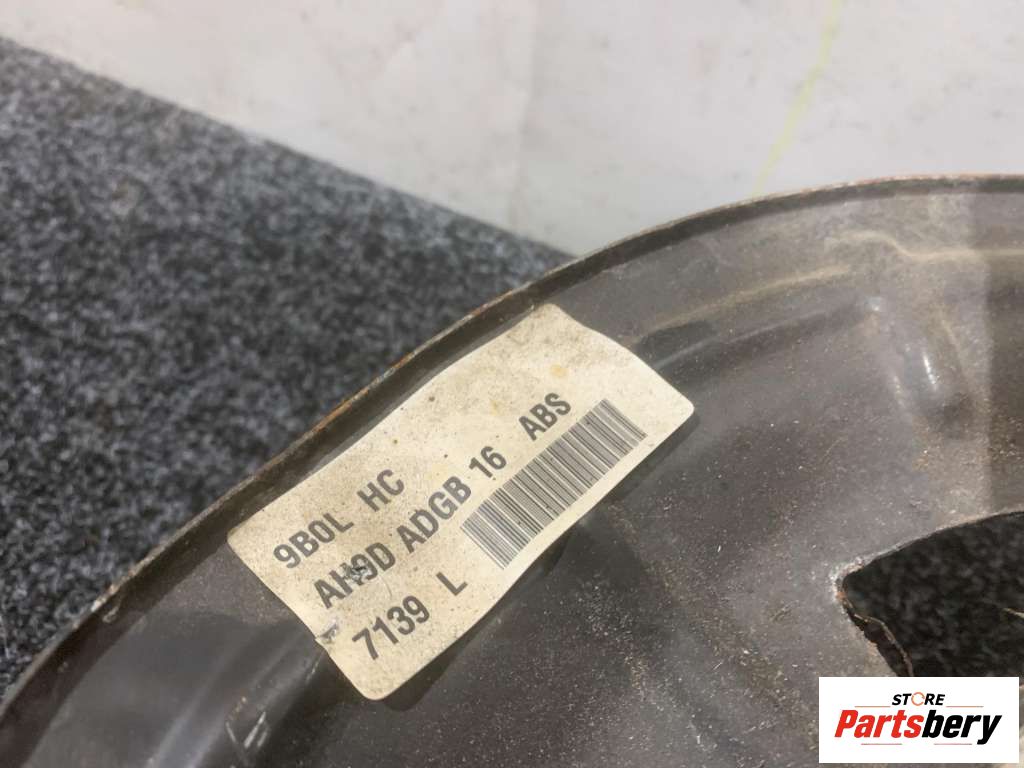 9B0L HC
AH9D ADGB 16 ABS
7139 L
STORE
Partsbery